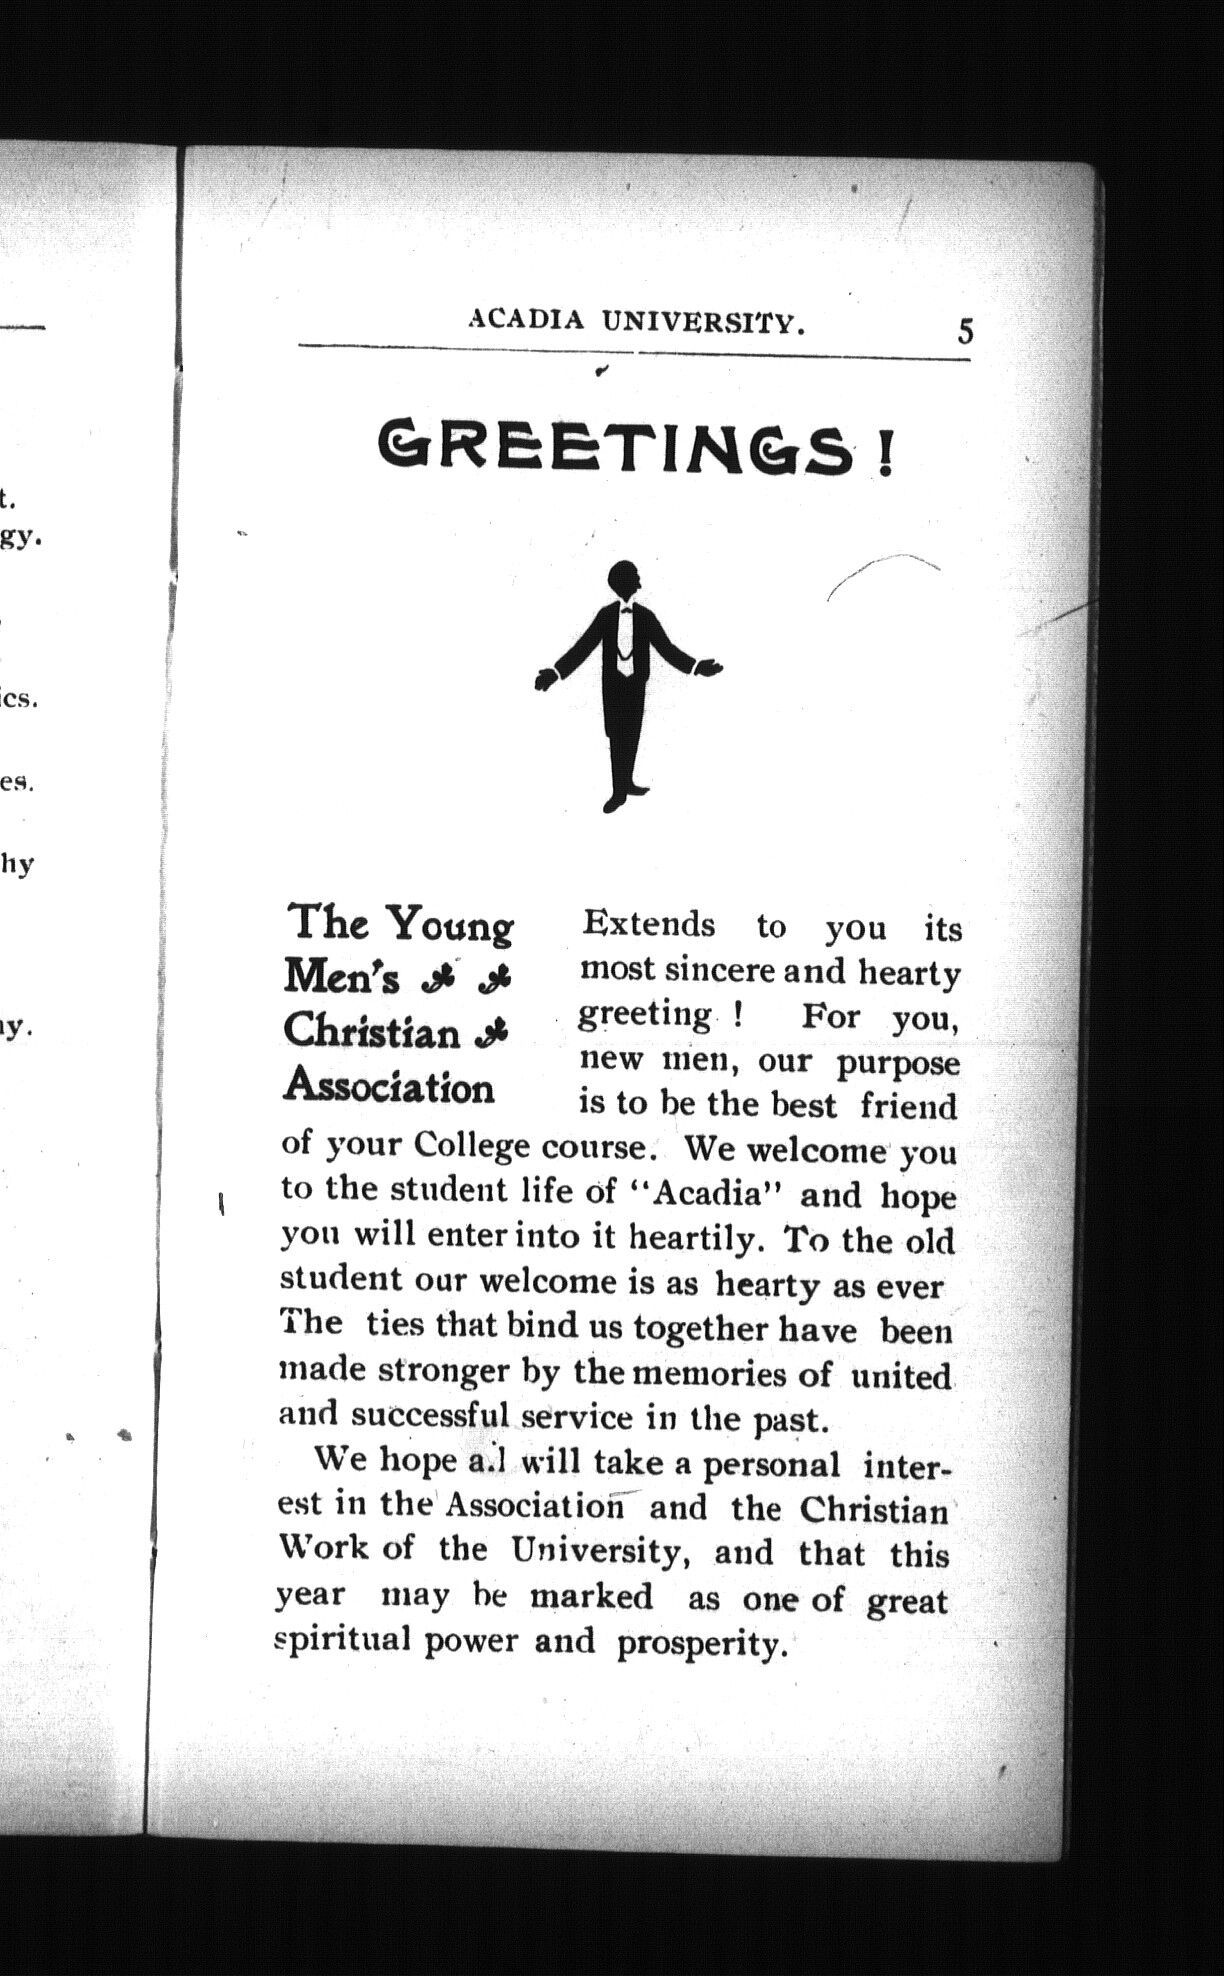 t.
gy.
ics.
es.
hy
y.
ACADIA UNIVERSITY. 5
GREETINGS!
The Young
Men's
Christian
Association
Extends to you its
most sincere and hearty
greeting ! For you,
new men, our purpose
is to be the best friend
of your College course. We welcome you
to the student life of "Acadia" and hope
you will enter into it heartily. To the old
student our welcome is as hearty as ever
The ties that bind us together have been
made stronger by the memories of united
and successful service in the past.
We hope all will take a personal inter-
est in the Association and the Christian
Work of the University, and that this
year may be marked as one of great
spiritual power and prosperity.